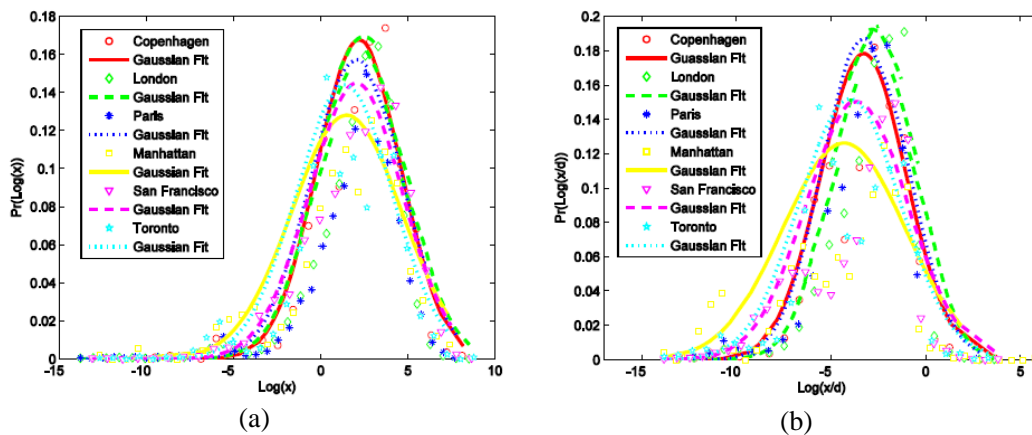 0.18
0.16
0.14
0.12
0.1
0.08
0.06
0.04
0.02
0
-15
-10
-5
0
5
10
Pr(Log(x))
Log(x)
Copenhagen
Gaussian Fit
London
Gaussian Fit
Paris
Gaussian Fit
Manhattan
Gaussian Fit
San Francisco
Gaussian Fit
Toronto
Gaussian Fit
(a)
0.2
0.18
0.16
0.14
0.12
0.1
0.08
0.06
0.04
0.02
0
-15
-10
-5
0
5
Pr(Log(x/d))
Log(x/d)
Copenhagen
Guassian Fit
London
Gaussian Fit
Paris
Gaussian Fit
Manhattan
Gaussian Fit
San Francisco
Gaussian Fit
Toronto
Gaussian Fit
(b)